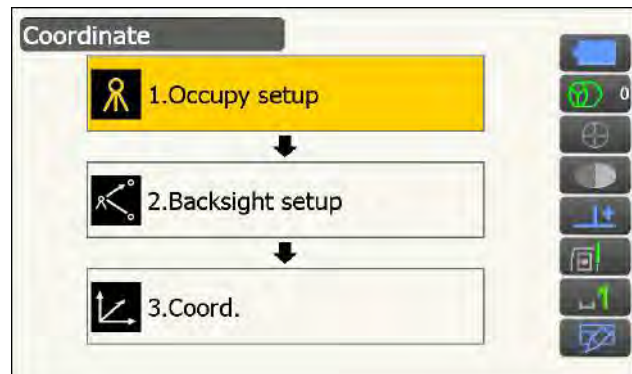 Coordinate
1.Occupy setup
0
2.Backsight setup
3.Coord.